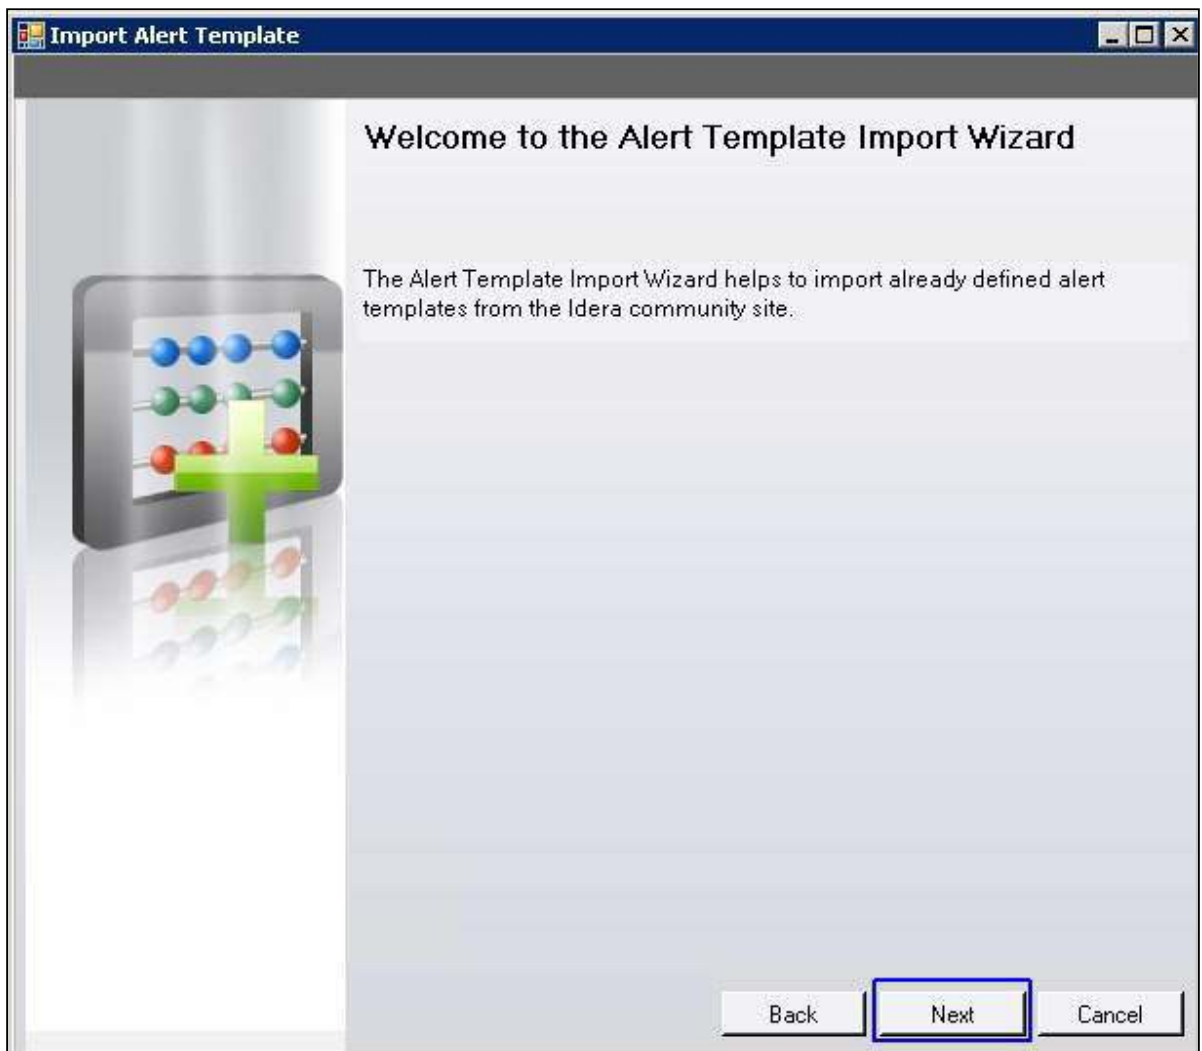 Import Alert Template
Welcome to the Alert Template Import Wizard
The Alert Template Import Wizard helps to import already defined alert
templates from the Idera community site.
Back
Next
Cancel